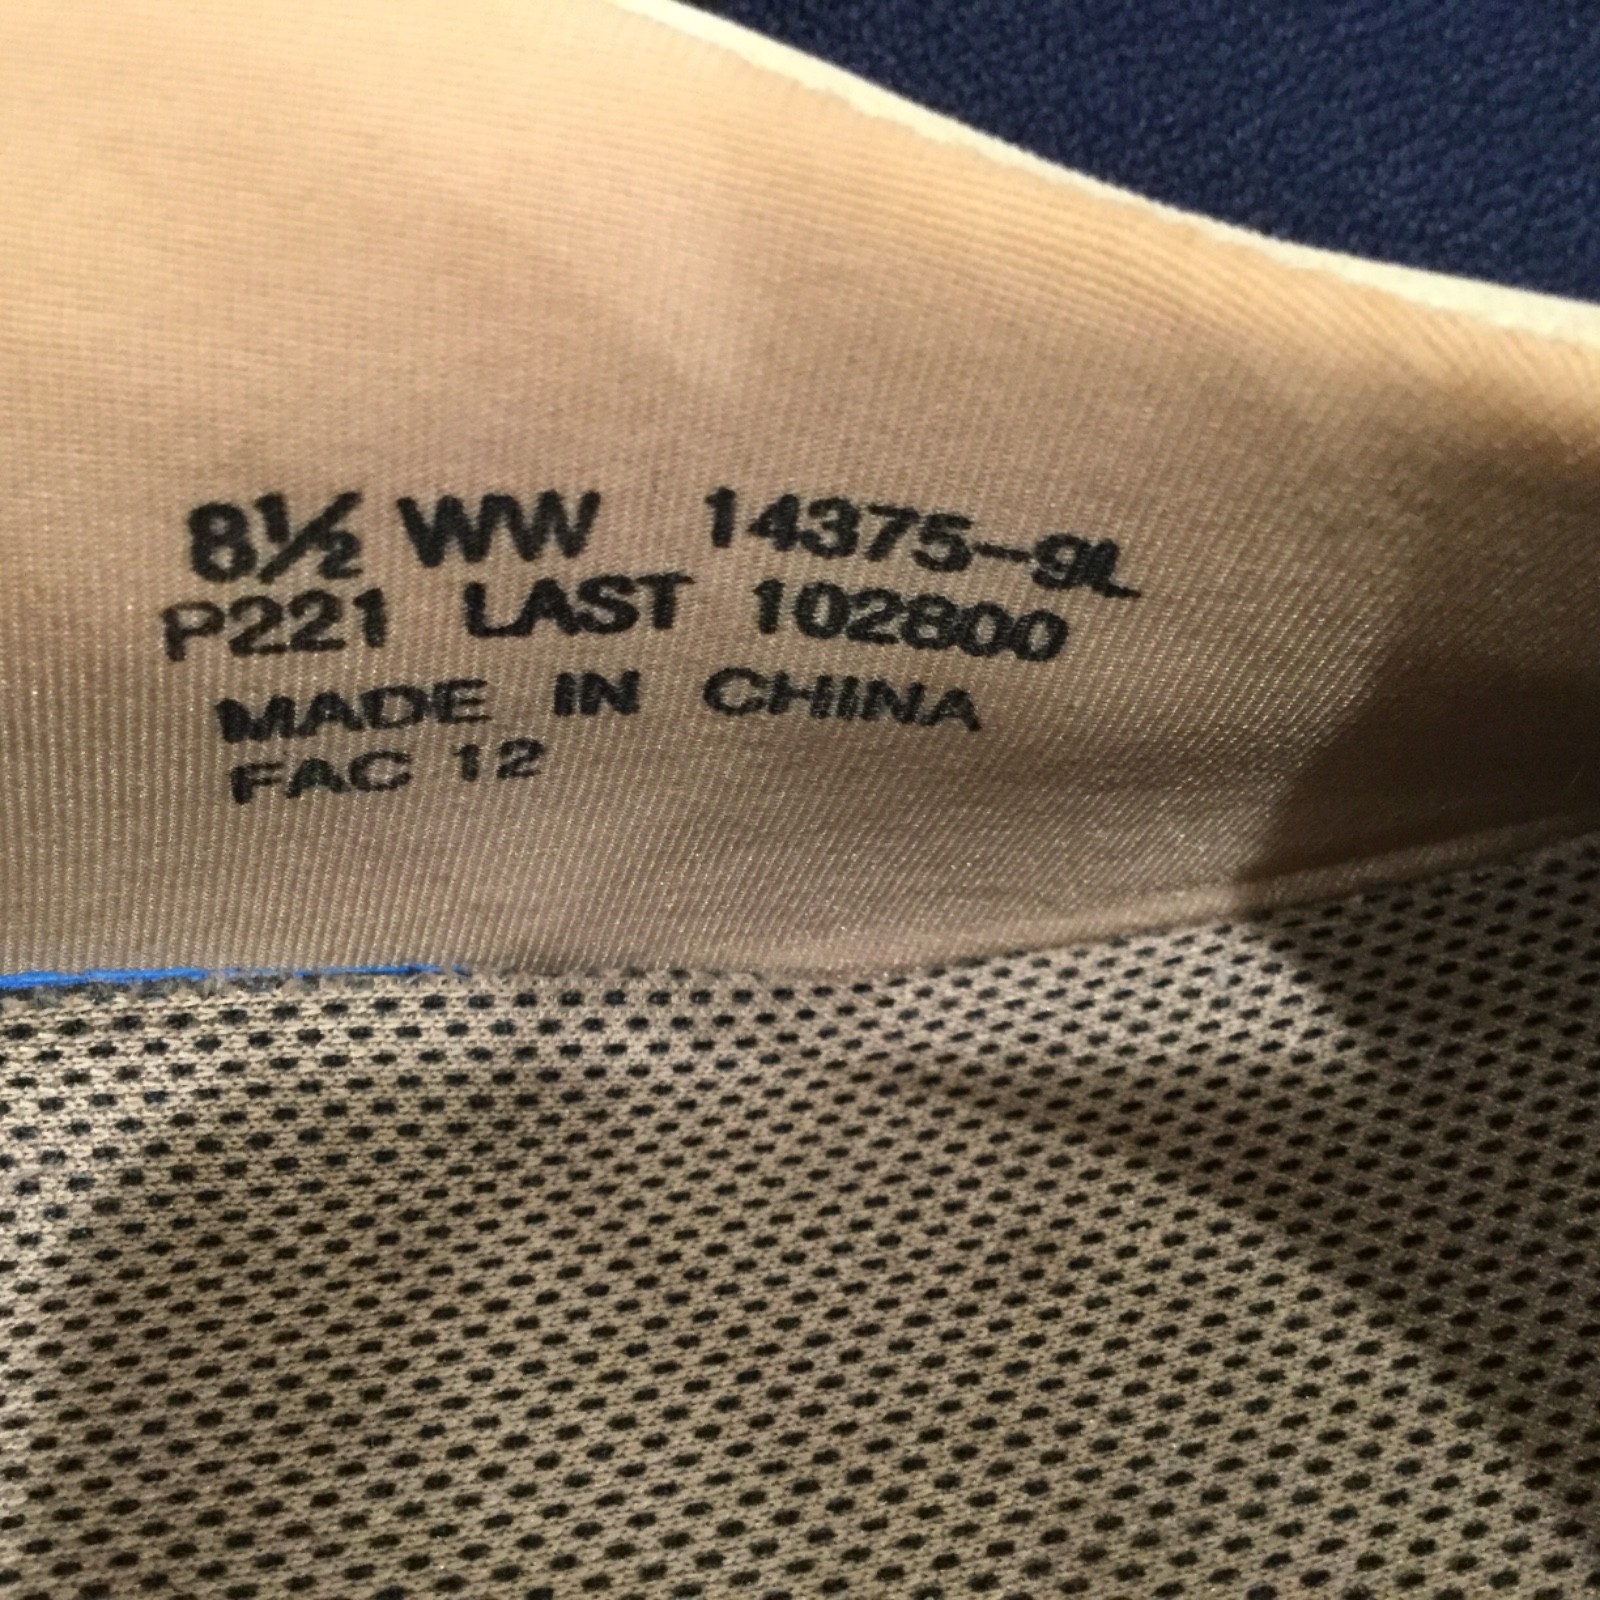 8½ WW 14375-9L
P221 LAST 102800
MADE IN CHINA
FAC 12